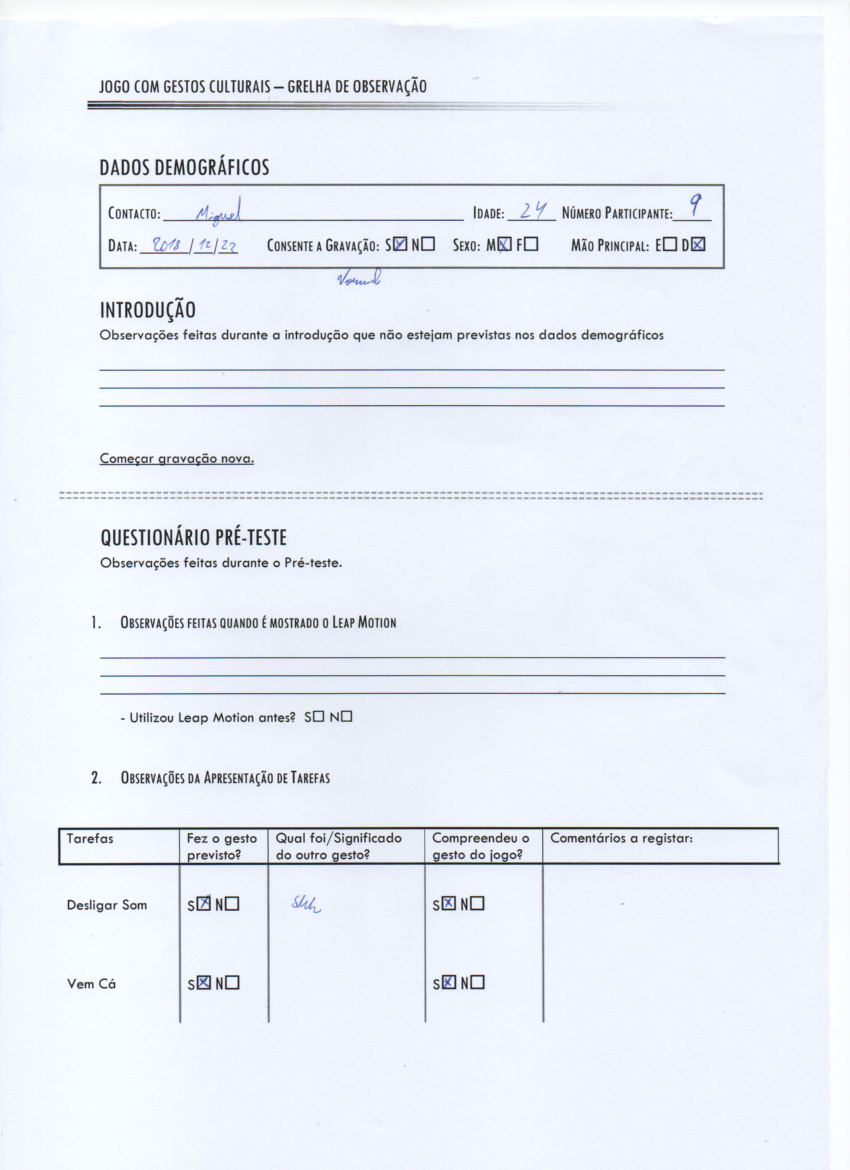 JOGO COM GESTOS CULTURAIS – GRELHA DE OBSERVAÇÃO
DADOS DEMOGRÁFICOS
CONTACTO: Miguel IDADE: 24 NÚMERO PARTICIPANTE: 9
DATA: 2018/12/22 CONSENTE A GRAVAÇÃO: S☒ N☐ SEXO: M☒ F☐ MÃO PRINCIPAL: E☐ D☒
INTRODUÇÃO
Observações feitas durante a introdução que não estejam previstas nos dados demográficos
Começar gravação nova.
QUESTIONÁRIO PRÉ-TESTE
Observações feitas durante o Pré-teste.
1. OBSERVAÇÕES FEITAS QUANDO É MOSTRADO O LEAP MOTION
- Utilizou Leap Motion antes? S☐ N☐
2. OBSERVAÇÕES DA APRESENTAÇÃO DE TAREFAS
Tarefas Fez o gesto Qual foi/Significado Compreendeu o Comentários a registar:
previsto? do outro gesto? gesto do jogo?
Desligar Som S☒ N☐ Shh S☒ N☐
Vem Cá S☒ N☐ S☒ N☐